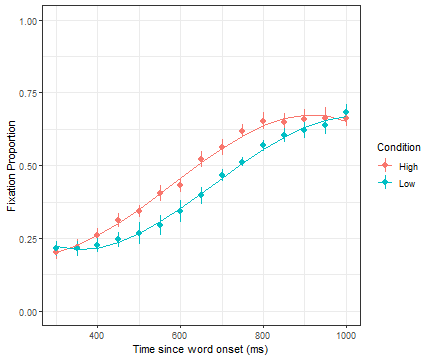 1.00
0.75
0.50
0.25
0.00
Fixation Proportion
400
600
800
1000
Time since word onset (ms)
Condition
High
Low